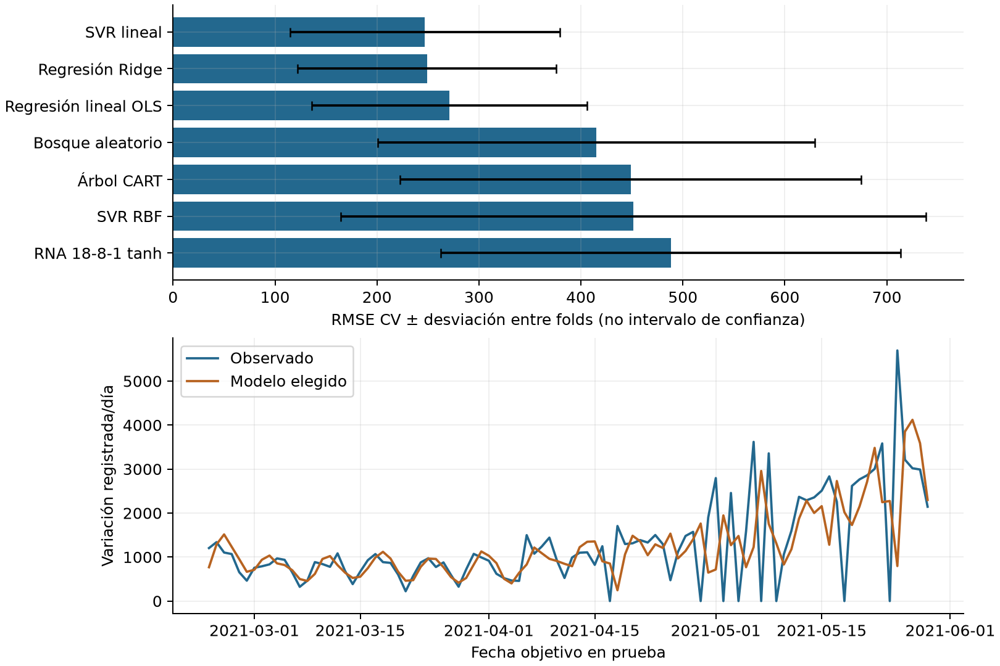 SVR lineal
Regresión Ridge
Regresión lineal OLS
Bosque aleatorio
Árbol CART
SVR RBF
RNA 18-8-1 tanh
0 100 200 300 400 500 600 700
RMSE CV ± desviación entre folds (no intervalo de confianza)
Observado
Modelo elegido
Variación registrada/día
5000
4000
3000
2000
1000
0
2021-03-01 2021-03-15 2021-04-01 2021-04-15 2021-05-01 2021-05-15 2021-06-01
Fecha objetivo en prueba